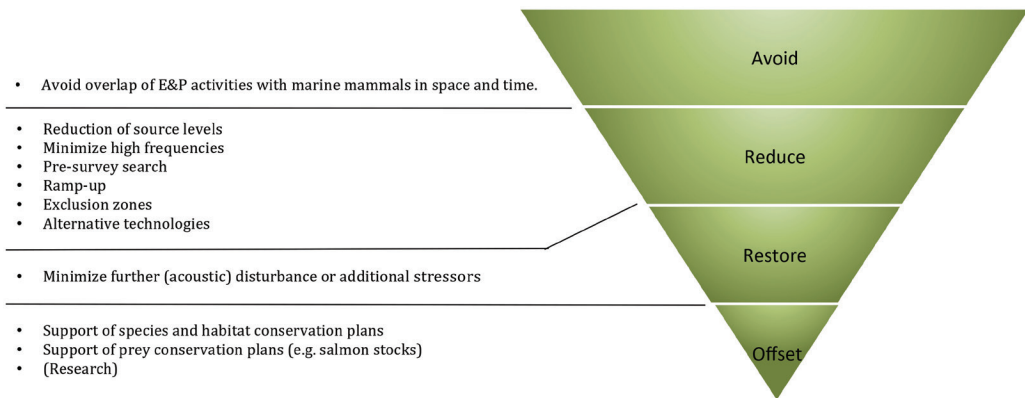 Avoid
• Avoid overlap of E&P activities with marine mammals in space and time.
• Reduction of source levels
• Minimize high frequencies
• Pre-survey search
• Ramp-up
• Exclusion zones
• Alternative technologies
Reduce
• Minimize further (acoustic) disturbance or additional stressors
Restore
• Support of species and habitat conservation plans
• Support of prey conservation plans (e.g. salmon stocks)
• (Research)
Offset